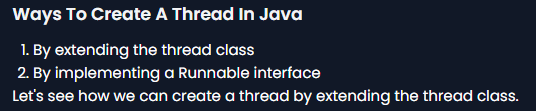 Ways To Create A Thread In Java
1. By extending the thread class
2. By implementing a Runnable interface
Let's see how we can create a thread by extending the thread class.